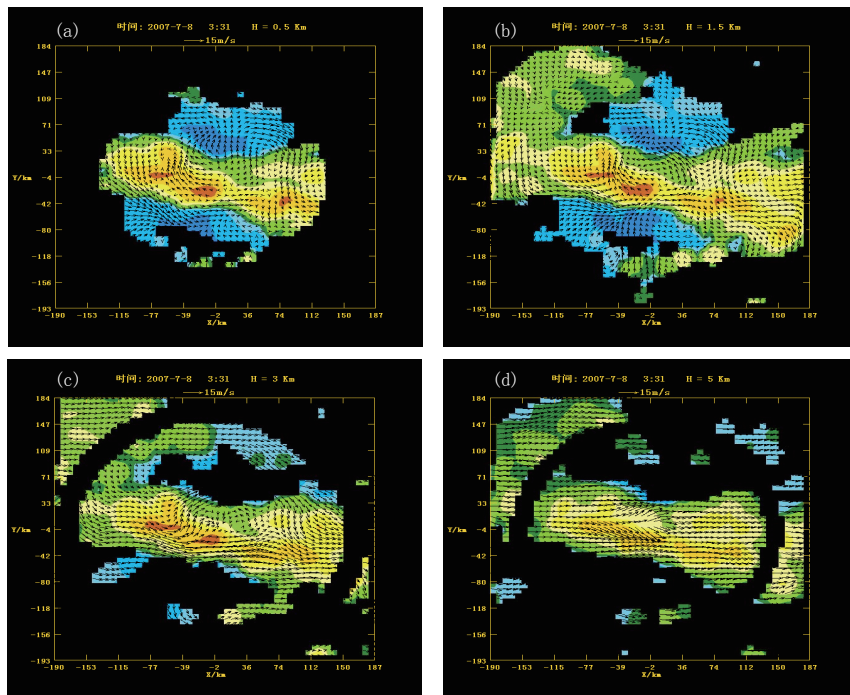 (a) 时间: 2007-7-8 3:31 H = 0.5 Km
15m/s
184
147
109
71
33
Y/km -4
-42
-80
-118
-156
-193
-190 -153 -115 -77 -39 -2 36 74 112 150 187
X/km
(b) 时间: 2007-7-8 3:31 H = 1.5 Km
15m/s
184
147
109
71
33
Y/km -4
-42
-80
-118
-156
-193
-190 -153 -115 -77 -39 -2 36 74 112 150 187
X/km
(c) 时间: 2007-7-8 3:31 H = 3 Km
15m/s
184
147
109
71
33
Y/km -4
-42
-80
-118
-156
-193
-190 -153 -115 -77 -39 -2 36 74 112 150 187
X/km
(d) 时间: 2007-7-8 3:31 H = 5 Km
15m/s
184
147
109
71
33
Y/km -4
-42
-80
-118
-156
-193
-190 -153 -115 -77 -39 -2 36 74 112 150 187
X/km